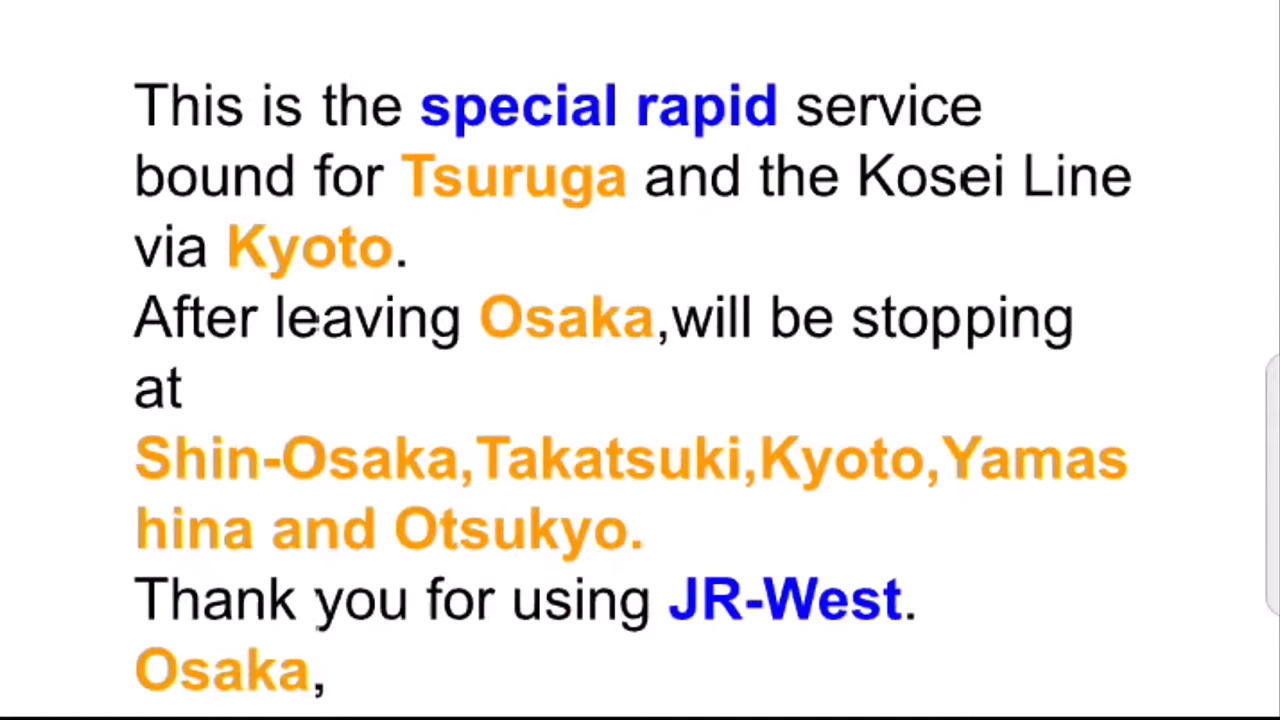 This is the special rapid service
bound for Tsuruga and the Kosei Line
via Kyoto.
After leaving Osaka,will be stopping
at
Shin-Osaka,Takatsuki,Kyoto,Yamas
hina and Otsukyo.
Thank you for using JR-West.
Osaka,